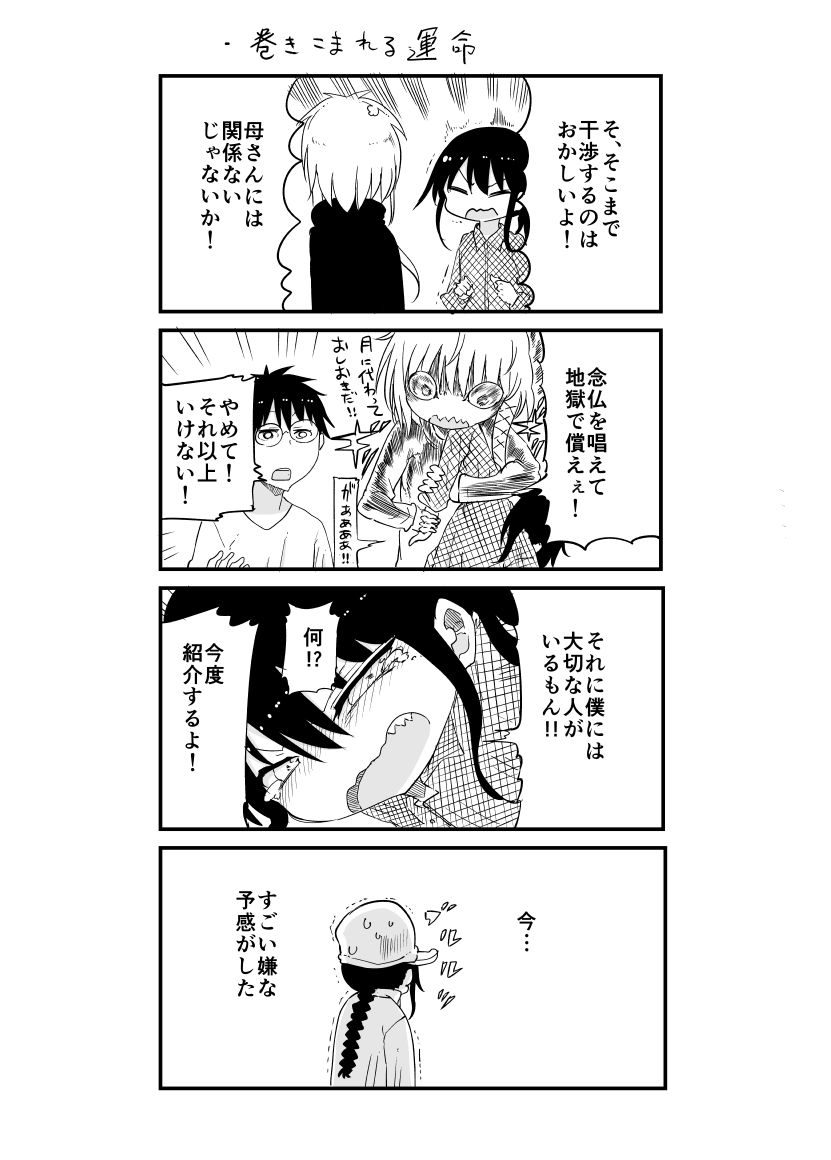 ・巻きこまれる運命
そ、そこまで
干渉するのは
おかしいよ！
母さんには
関係ない
じゃないか！
念仏を唱えて
地獄で償えぇ！
月に代わって
おしおきだ!!
がぁぁぁぁ!!
やめて！
それ以上
いけない！
それに僕には
大切な人が
いるもん!!
何!?
今度
紹介するよ！
今…
すごい嫌な
予感がした